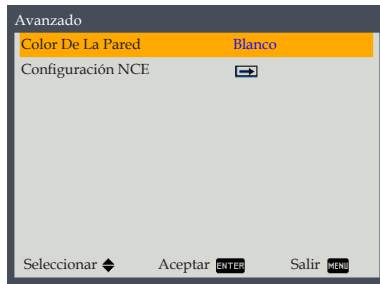 Avanzado
Color De La Pared Blanco
Configuración NCE
Seleccionar Aceptar ENTER Salir MENU